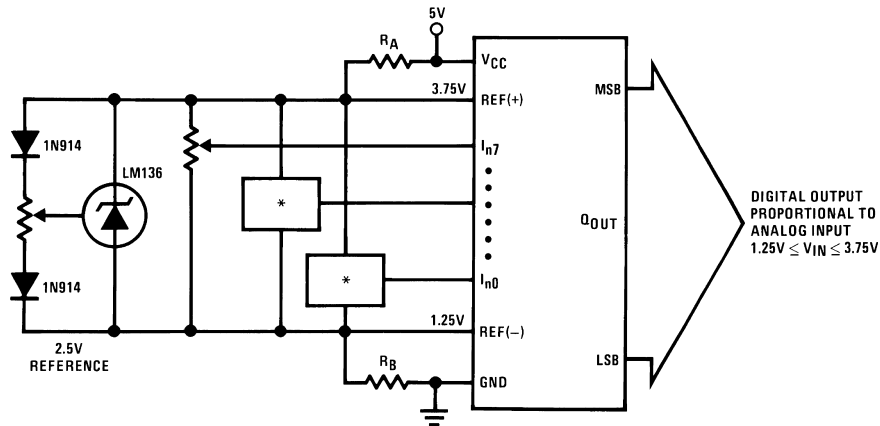 5V
RA
VCC
3.75V
REF(+)
MSB
1N914
In7
LM136
*
QOUT
DIGITAL OUTPUT
PROPORTIONAL TO
ANALOG INPUT
1.25V ≤ VIN ≤ 3.75V
*
In0
1N914
1.25V
REF(−)
2.5V
REFERENCE
RB
GND
LSB